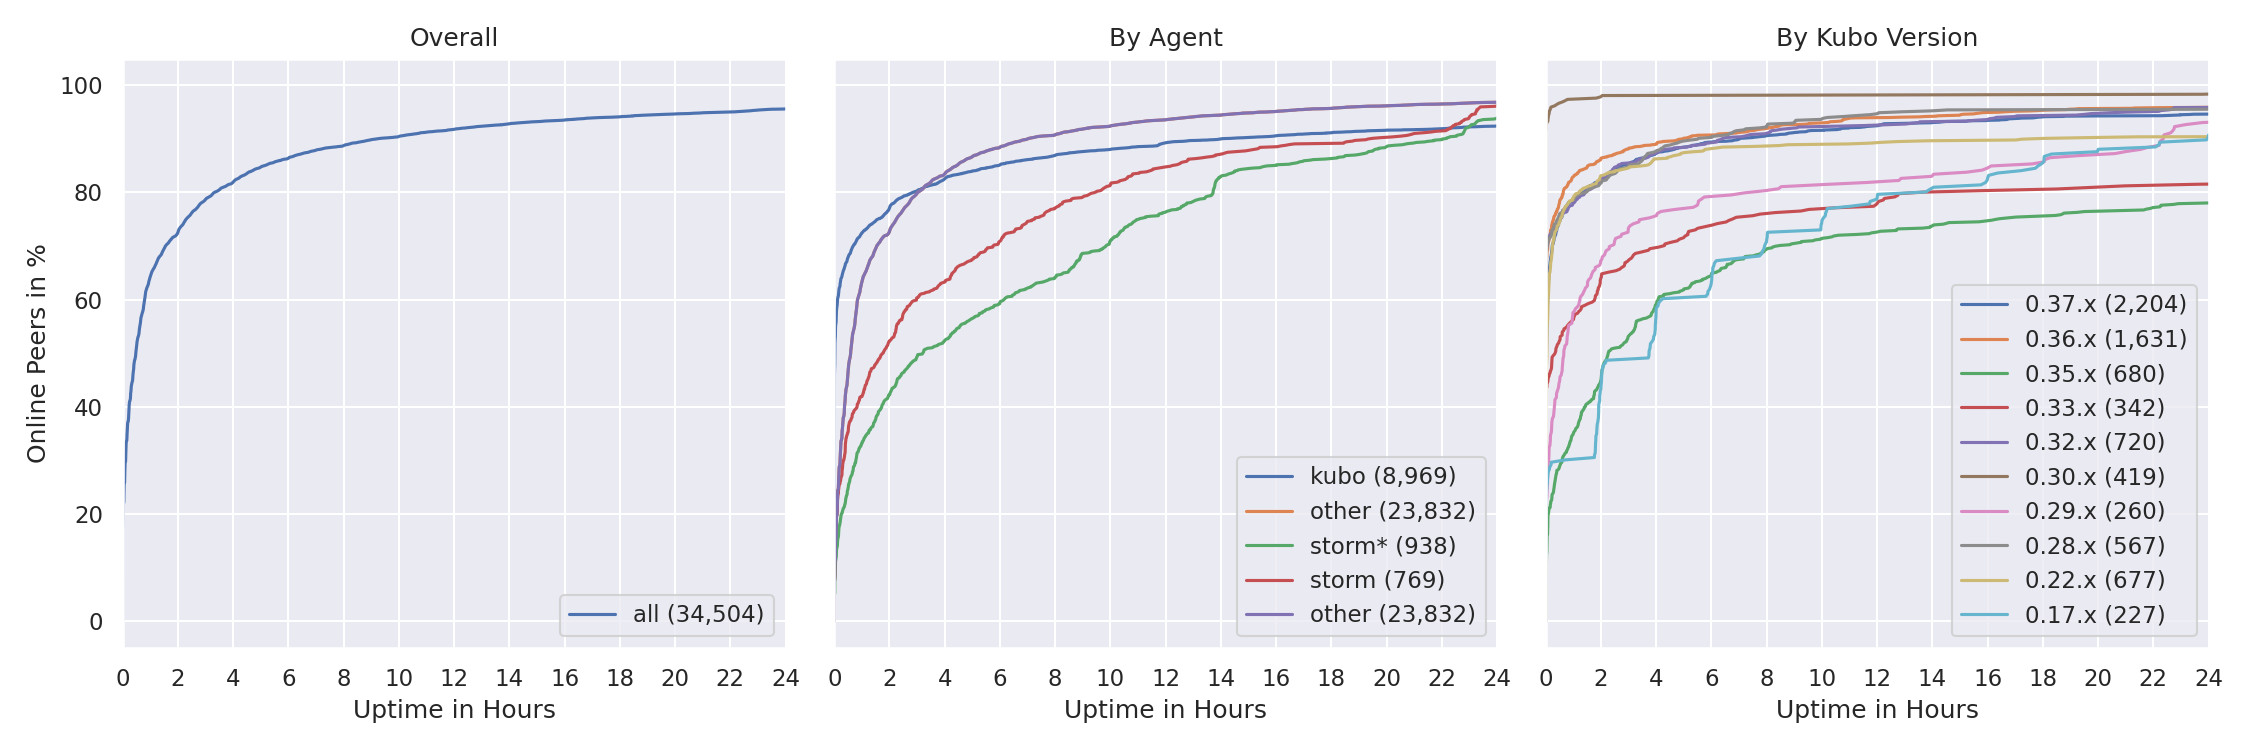 Overall
By Agent
By Kubo Version
Online Peers in %
100
80
60
40
20
0
all (34,504)
kubo (8,969)
other (23,832)
storm* (938)
storm (769)
other (23,832)
0.37.x (2,204)
0.36.x (1,631)
0.35.x (680)
0.33.x (342)
0.32.x (720)
0.30.x (419)
0.29.x (260)
0.28.x (567)
0.22.x (677)
0.17.x (227)
0 2 4 6 8 10 12 14 16 18 20 22 24
0 2 4 6 8 10 12 14 16 18 20 22 24
0 2 4 6 8 10 12 14 16 18 20 22 24
Uptime in Hours
Uptime in Hours
Uptime in Hours